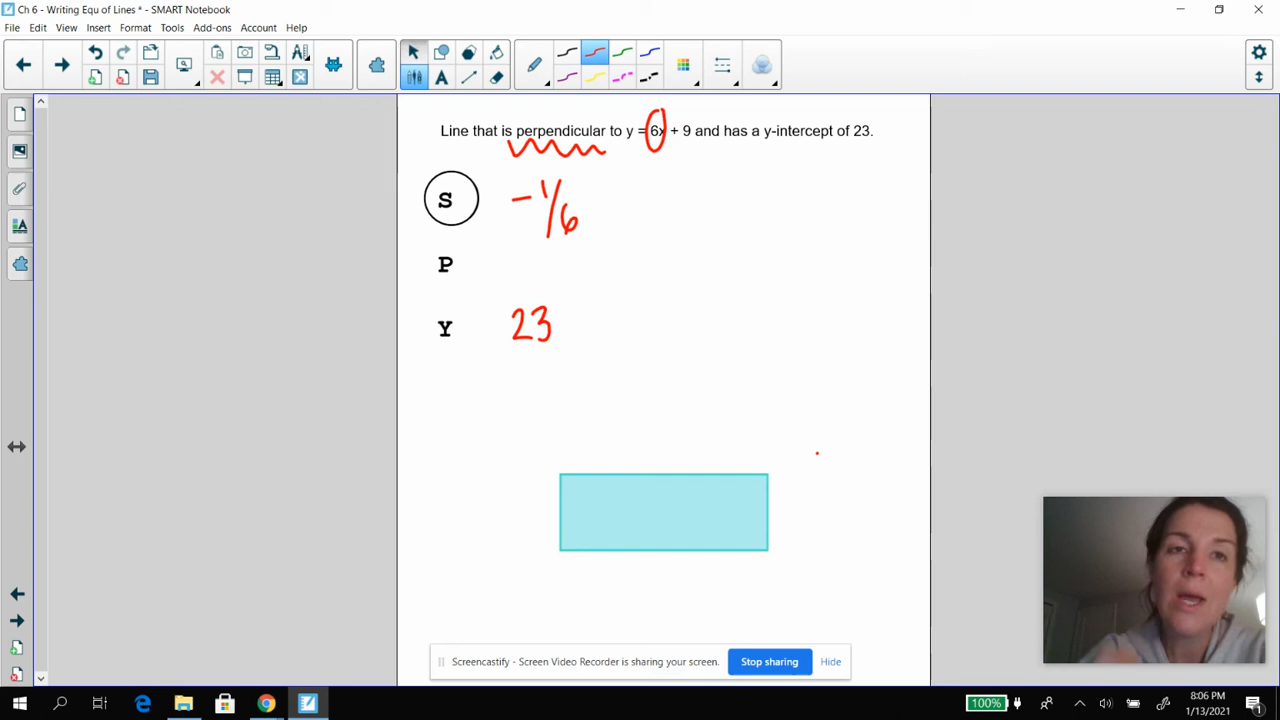 Ch 6 - Writing Equ of Lines * - SMART Notebook
File Edit View Insert Format Tools Add-ons Account Help
Line that is perpendicular to y = 6x + 9 and has a y-intercept of 23.
S - 1/6
P
Y 23
Screencastify - Screen Video Recorder is sharing your screen. Stop sharing Hide
100% 8:06 PM
1/13/2021 1